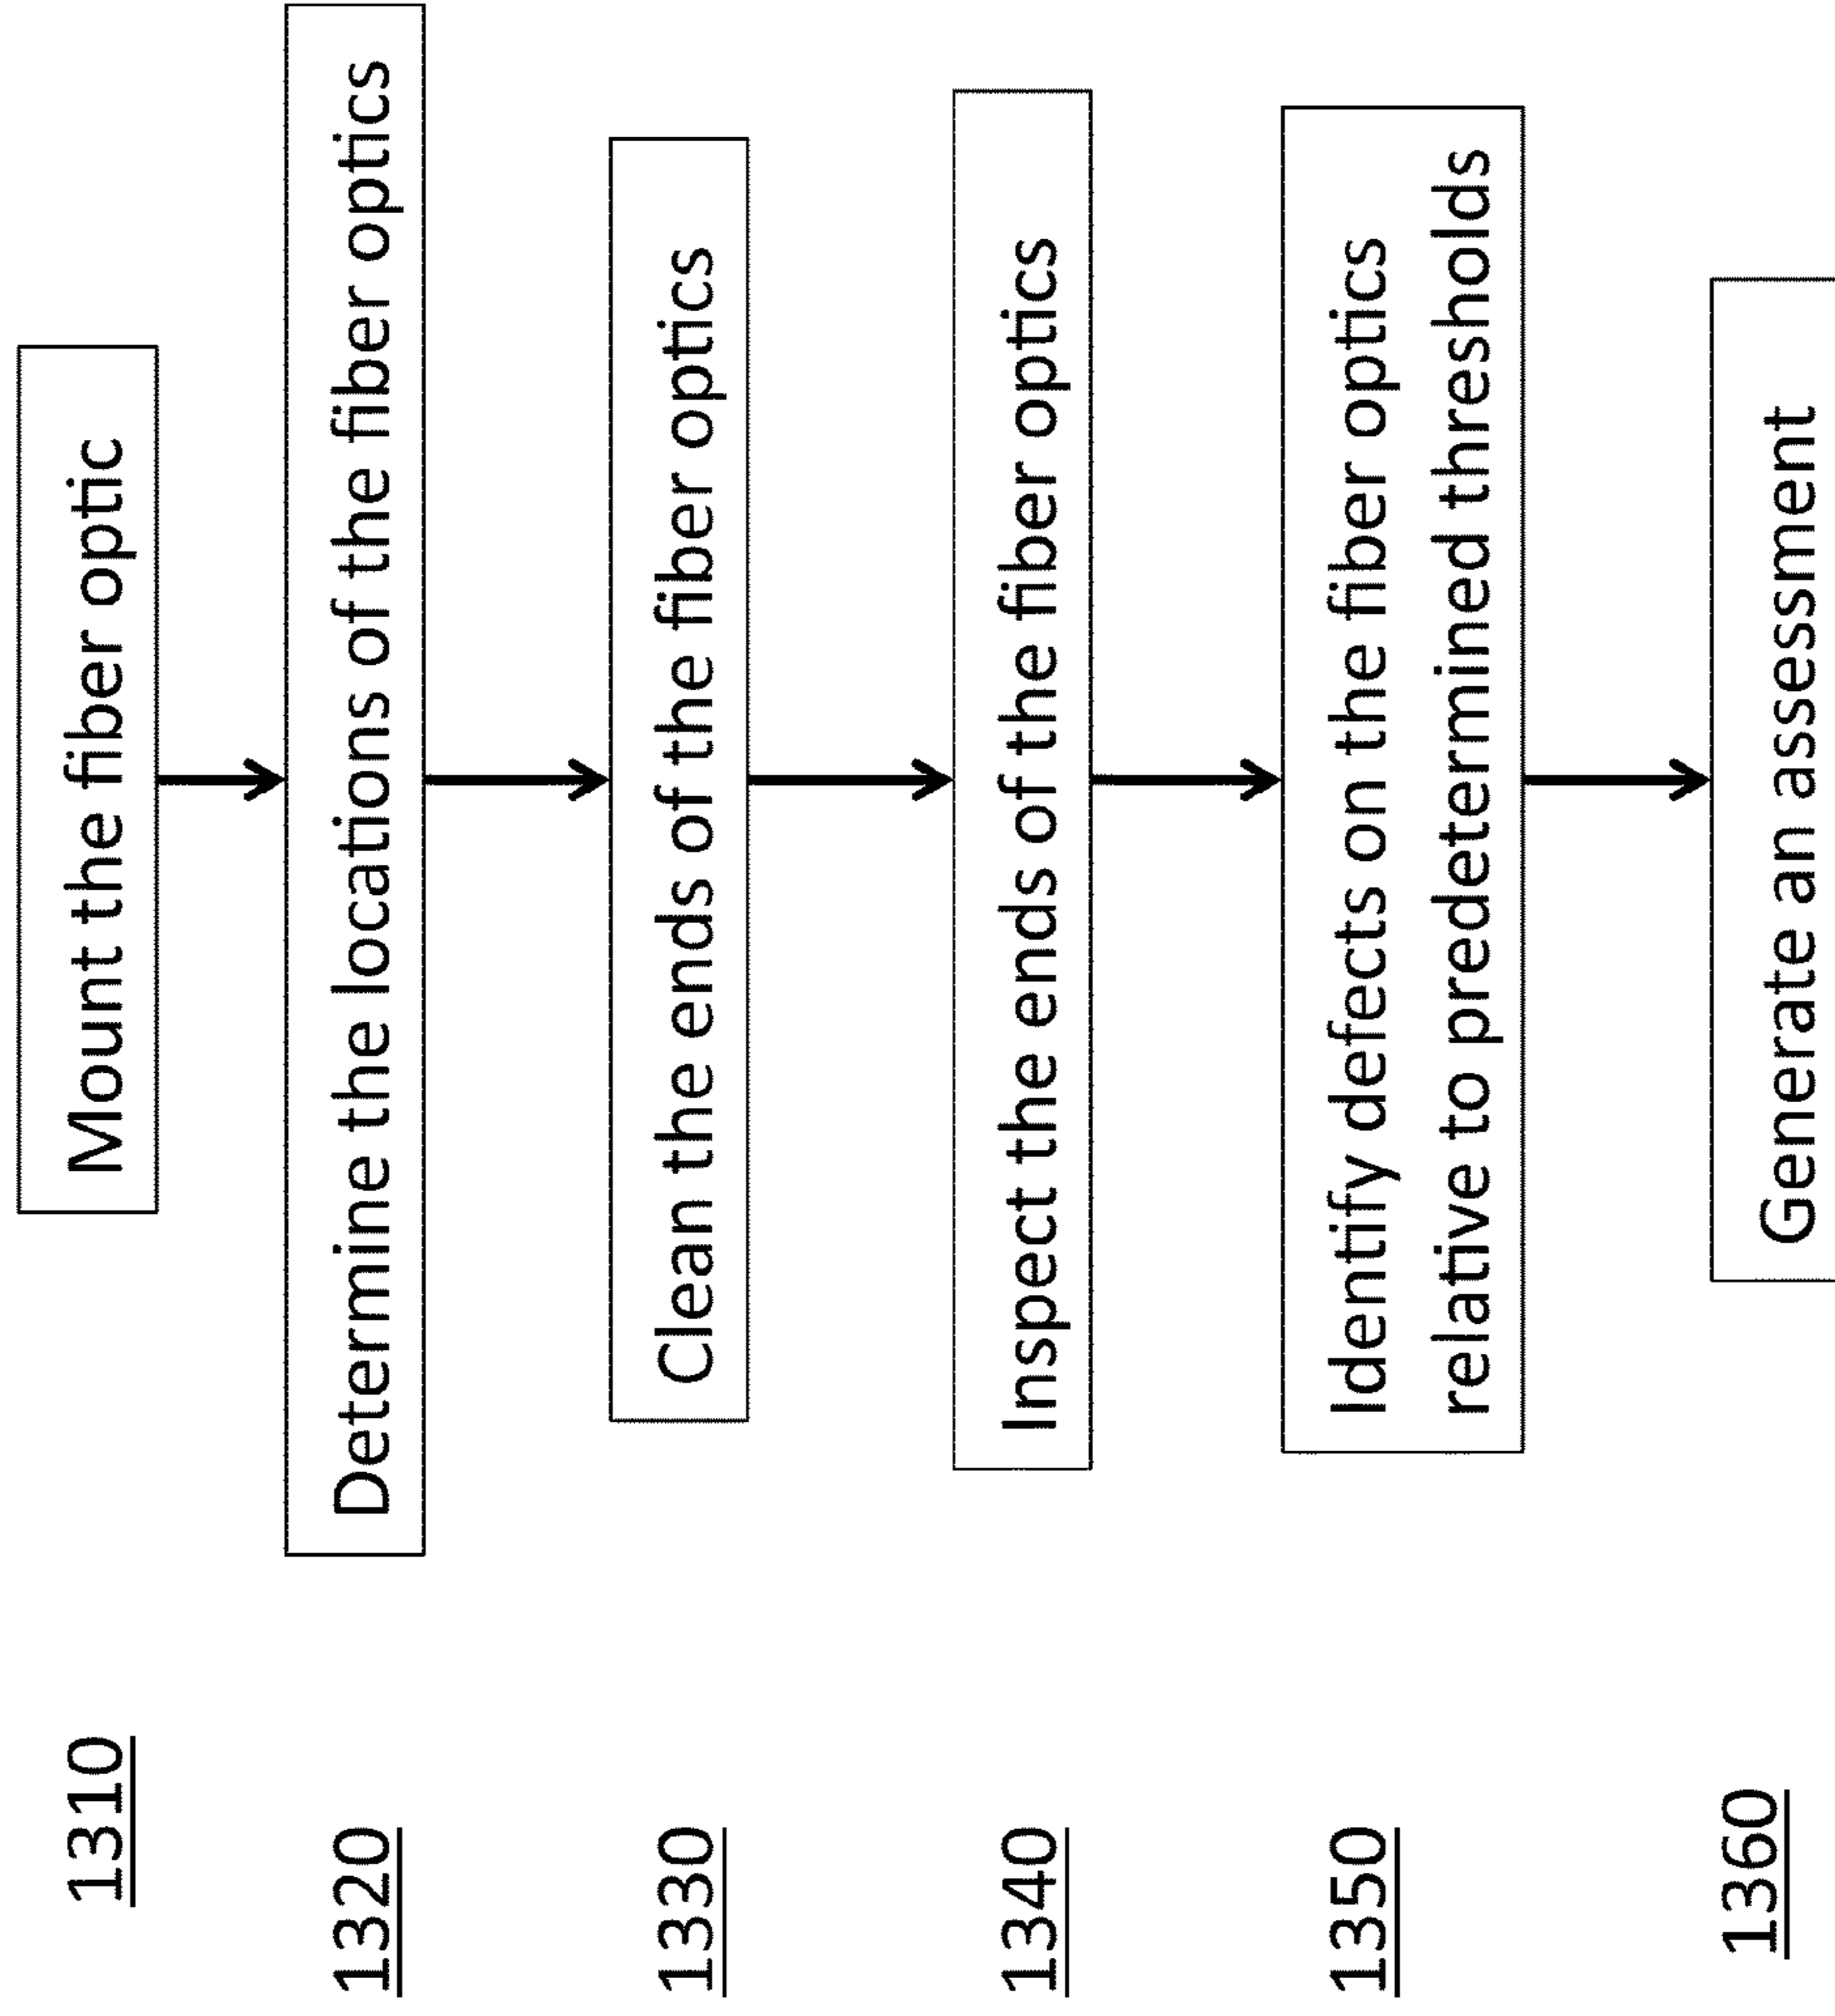 1310
Mount the fiber optic
1320
Determine the locations of the fiber optics
1330
Clean the ends of the fiber optics
1340
Inspect the ends of the fiber optics
1350
Identify defects on the fiber optics
relative to predetermined thresholds
1360
Generate an assessment